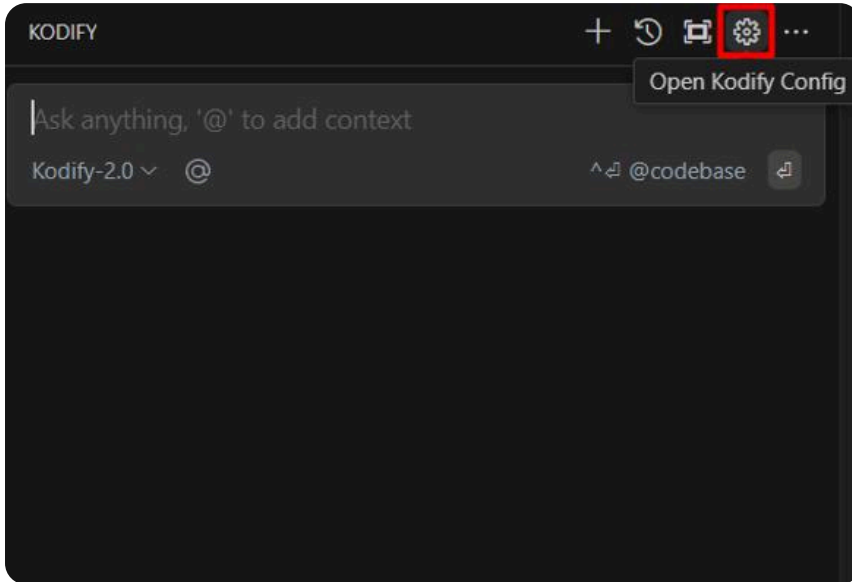 KODIFY
Open Kodify Config
Ask anything, '@' to add context
Kodify-2.0 @ ^⏎ @codebase ⏎